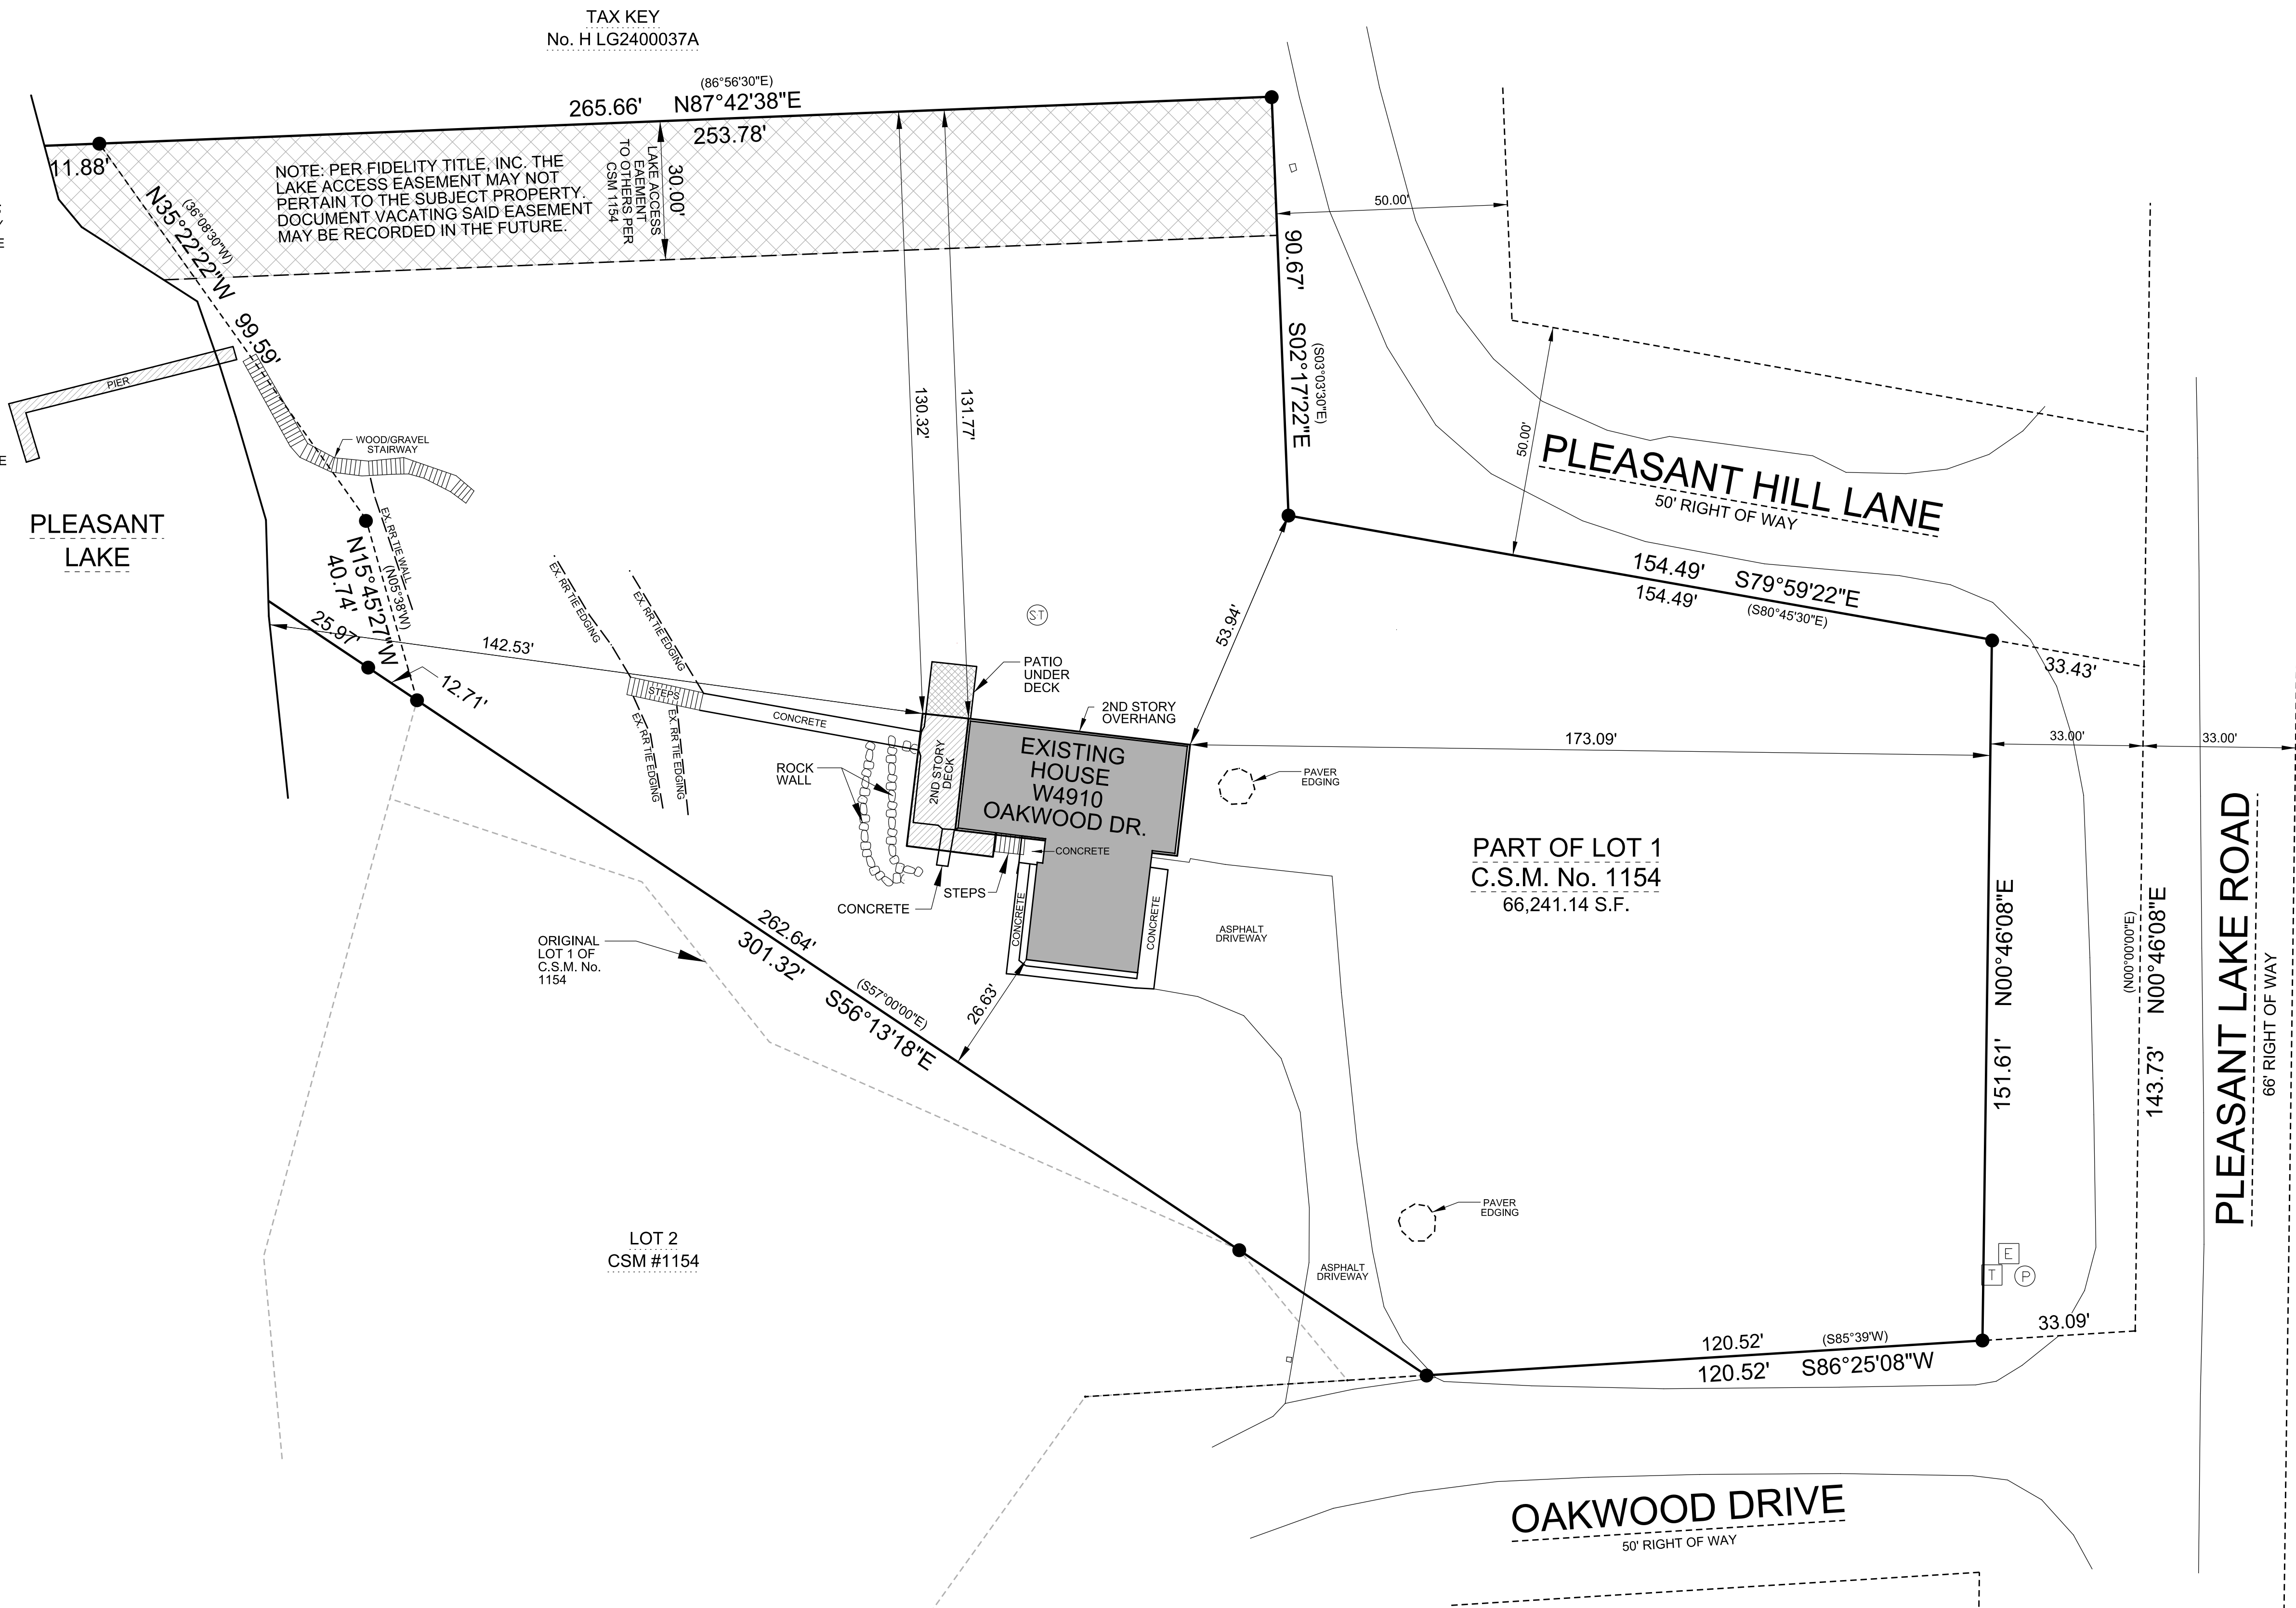 TAX KEY
No. H LG2400037A
(86°56'30"E)
265.66' N87°42'38"E
253.78'
11.88'
NOTE: PER FIDELITY TITLE, INC. THE
LAKE ACCESS EASEMENT MAY NOT
PERTAIN TO THE SUBJECT PROPERTY.
DOCUMENT VACATING SAID EASEMENT
MAY BE RECORDED IN THE FUTURE.
30.00'
LAKE ACCESS
EAEMENT
TO OTHERS PER
CSM 1154
(36°08'30"W)
N35°22'22"W 99.59'
50.00'
90.67' S02°17'22"E
(S03°03'30"E)
PIER
WOOD/GRAVEL
STAIRWAY
130.32'
131.77'
50.00'
PLEASANT HILL LANE
50' RIGHT OF WAY
PLEASANT
LAKE
EX. RR TIE WALL
(N05°38'W)
N15°45'27"W
40.74'
154.49' S79°59'22"E
154.49'
(S80°45'30"E)
33.43'
EX. RR TIE EDGING
EX. RR TIE EDGING
ST
53.94'
25.97'
142.53'
12.71'
PATIO
UNDER
DECK
STEPS
CONCRETE
EX. RR TIE EDGING
EX. RR TIE EDGING
2ND STORY
OVERHANG
173.09'
33.00'
33.00'
ROCK
WALL
2ND STORY
DECK
EXISTING
HOUSE
W4910
OAKWOOD DR.
PAVER
EDGING
CONCRETE
STEPS
CONCRETE
CONCRETE
CONCRETE
ASPHALT
DRIVEWAY
PART OF LOT 1
C.S.M. No. 1154
66,241.14 S.F.
ORIGINAL
LOT 1 OF
C.S.M. No.
1154
262.64'
301.32'
(S57°00'00"E)
S56°13'18"E
26.63'
151.61' N00°46'08"E
(N00°00'00"E)
143.73' N00°46'08"E
PLEASANT LAKE ROAD
66' RIGHT OF WAY
PAVER
EDGING
LOT 2
CSM #1154
ASPHALT
DRIVEWAY
E
T
P
33.09'
120.52' (S85°39'W)
120.52' S86°25'08"W
OAKWOOD DRIVE
50' RIGHT OF WAY